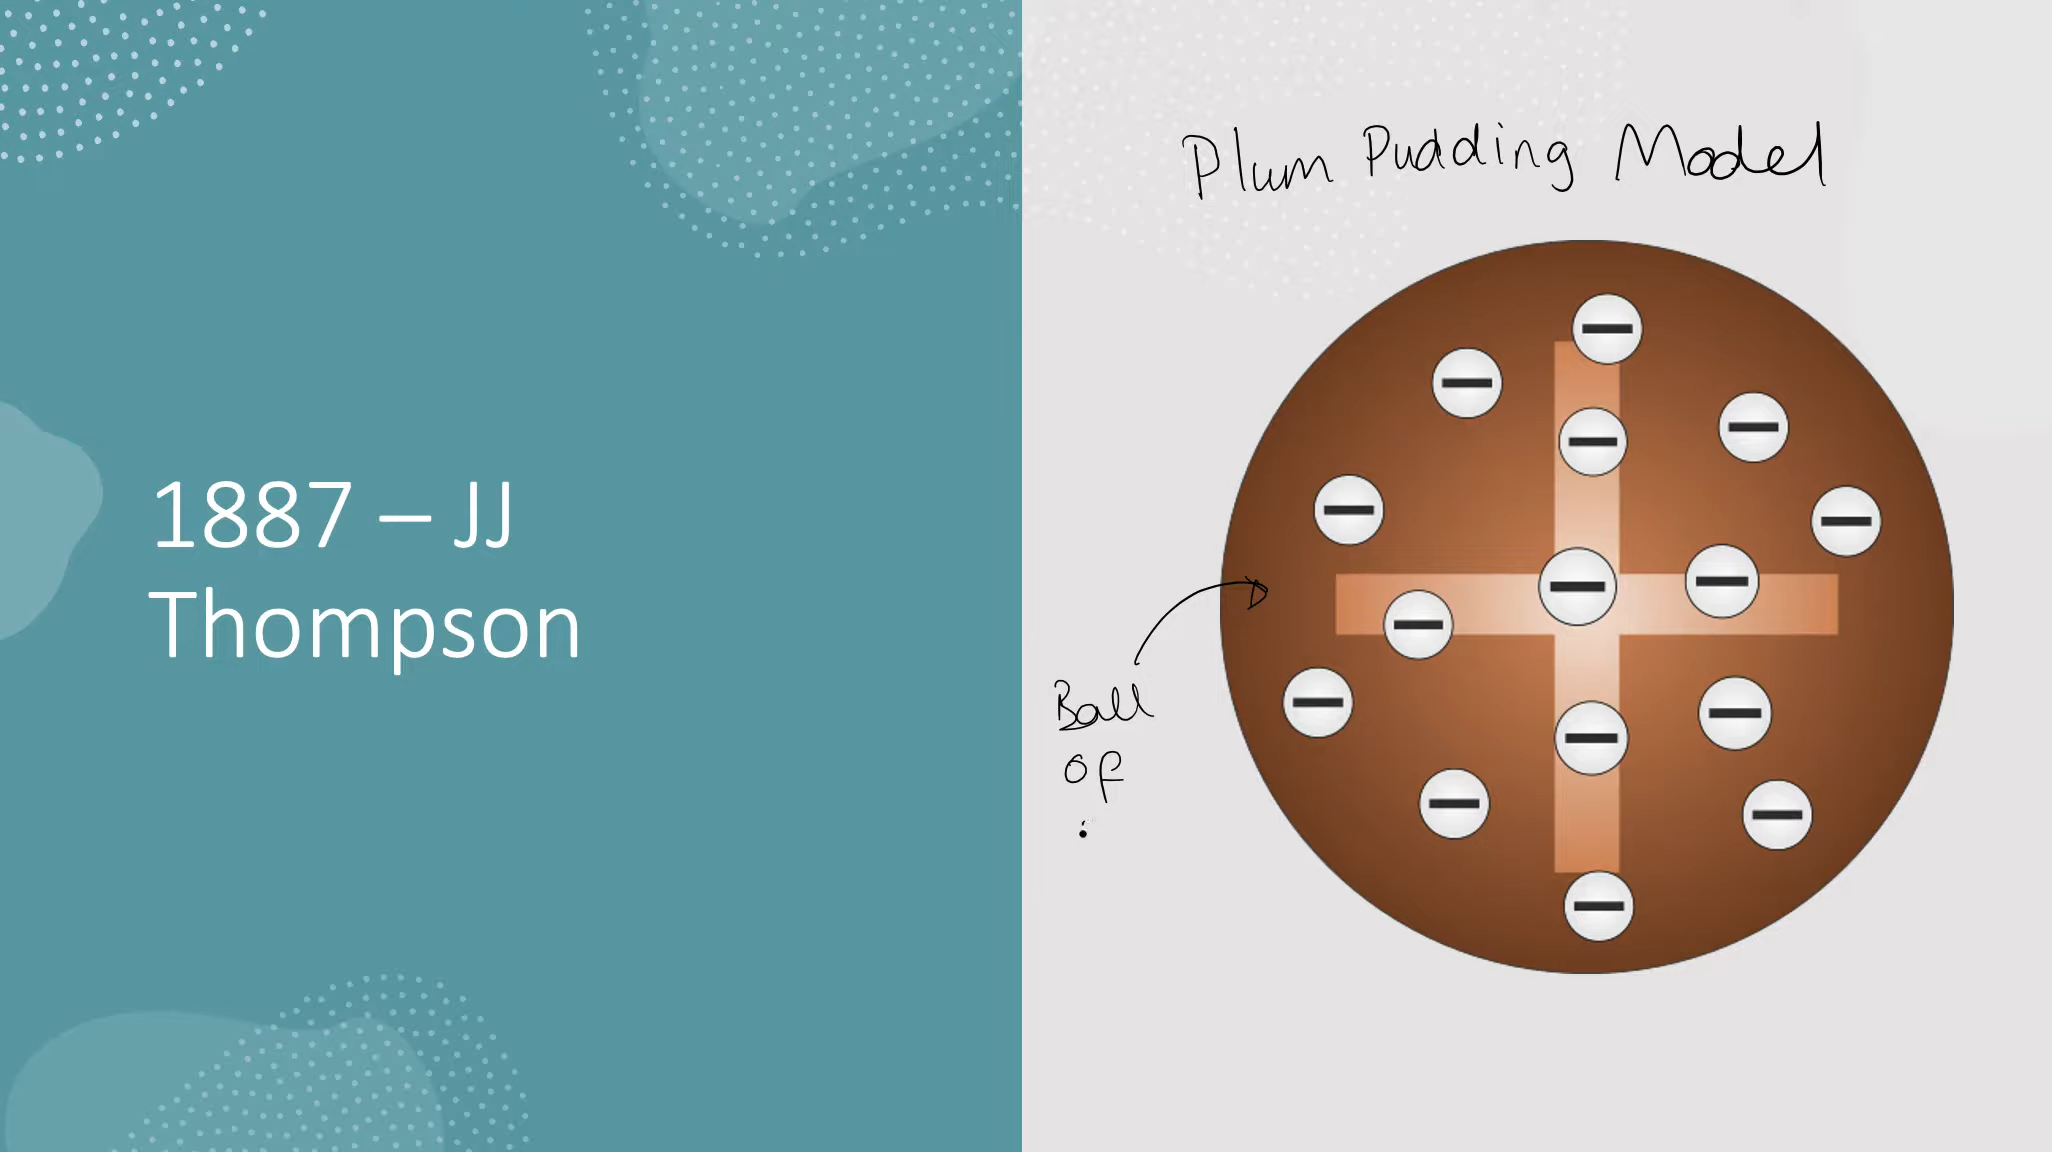 1887 – JJ
Thompson
Plum Pudding Model
Ball
of